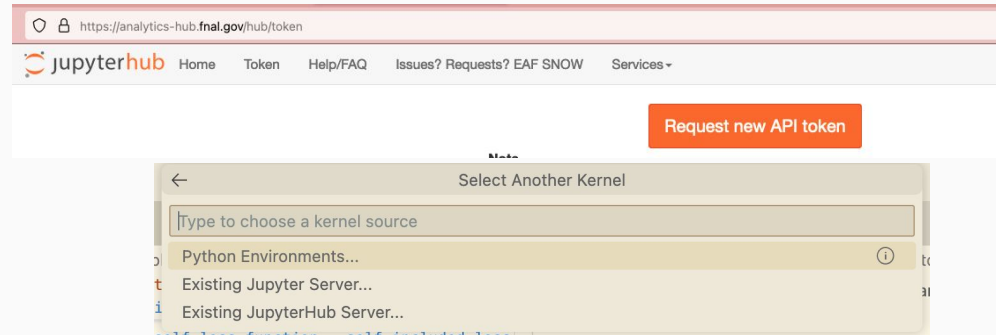 https://analytics-hub.fnal.gov/hub/token
jupyterhub Home Token Help/FAQ Issues? Requests? EAF SNOW Services
Request new API token
Note
Select Another Kernel
Type to choose a kernel source
Python Environments...
Existing Jupyter Server...
Existing JupyterHub Server...